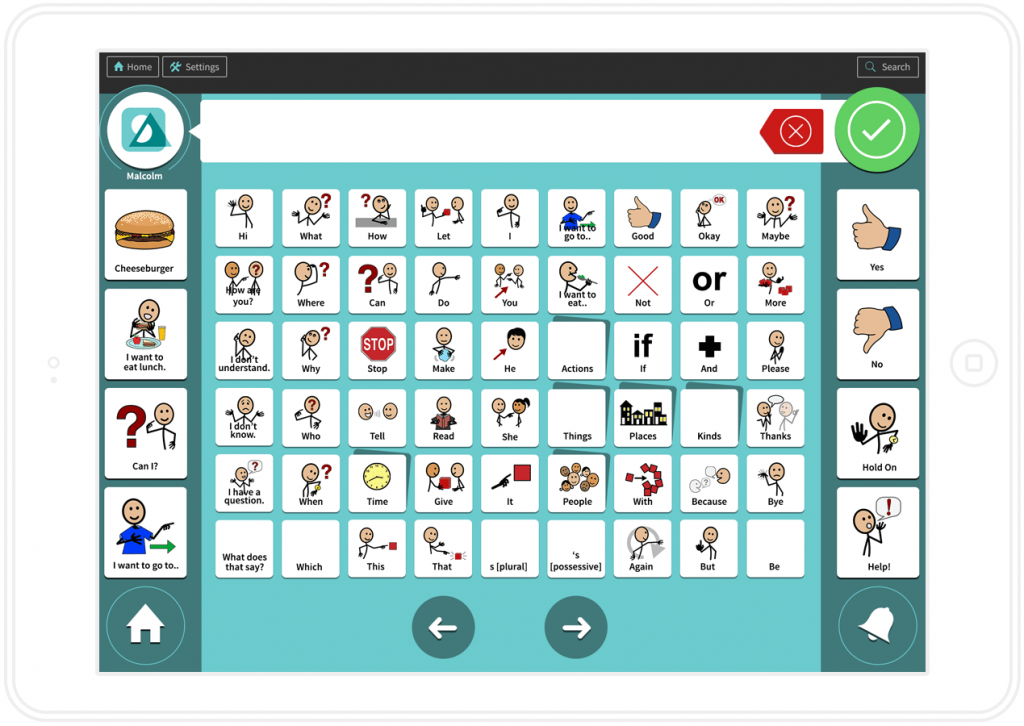 Home
Settings
Search
Malcolm
Cheeseburger
I want to
eat lunch.
Can I?
I want to go to..
Hi
What
How
Let
I
I want to
go to..
Good
OK
Okay
Maybe
How are
you?
Where
Can
Do
You
I want to
eat..
Not
or
Or
More
I don't
understand.
Why
STOP
Stop
Make
He
Actions
if
If
And
Please
I don't
know.
Who
Tell
Read
She
Things
Places
Kinds
Thanks
I have a
question.
When
Time
Give
It
People
With
Because
Bye
What does
that say?
Which
This
That
s [plural]
's
[possessive]
Again
But
Be
Yes
No
Hold On
Help!